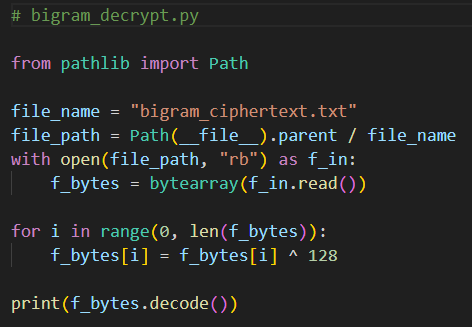 # bigram_decrypt.py
from pathlib import Path
file_name = "bigram_ciphertext.txt"
file_path = Path(__file__).parent / file_name
with open(file_path, "rb") as f_in:
    f_bytes = bytearray(f_in.read())
for i in range(0, len(f_bytes)):
    f_bytes[i] = f_bytes[i] ^ 128
print(f_bytes.decode())